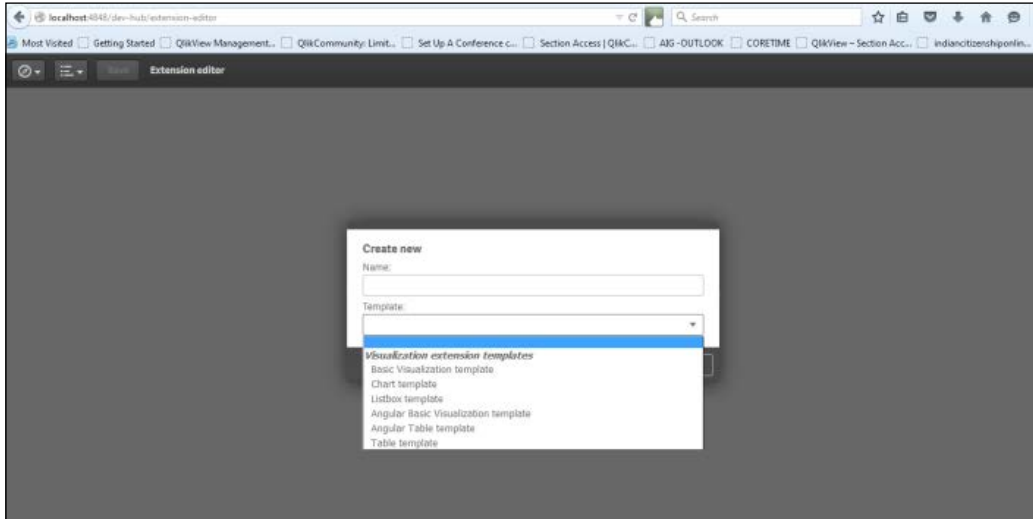 localhost:4848/dev-hub/extension-editor
Search
Most Visited Getting Started QlikView Management... QlikCommunity: Limit... Set Up A Conference c... Section Access | QlikC... AIG -OUTLOOK CORETIME QlikView – Section Acc... indiancitizenshiponlin...
Save Extension editor
Create new
Name:
Template:
Visualization extension templates
Basic Visualization template
Chart template
Listbox template
Angular Basic Visualization template
Angular Table template
Table template